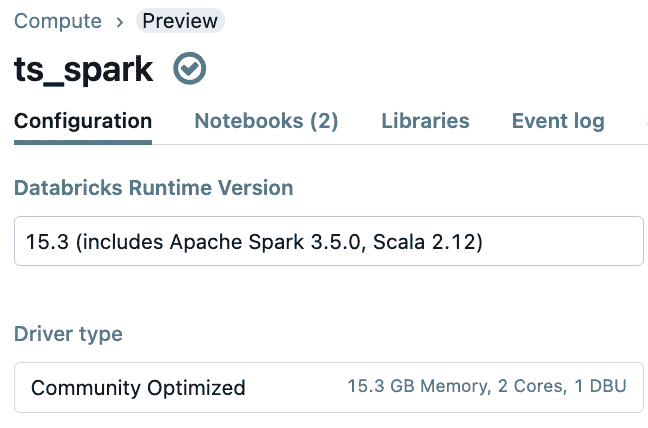 Compute › Preview
ts_spark
Configuration Notebooks (2) Libraries Event log
Databricks Runtime Version
15.3 (includes Apache Spark 3.5.0, Scala 2.12)
Driver type
Community Optimized 15.3 GB Memory, 2 Cores, 1 DBU